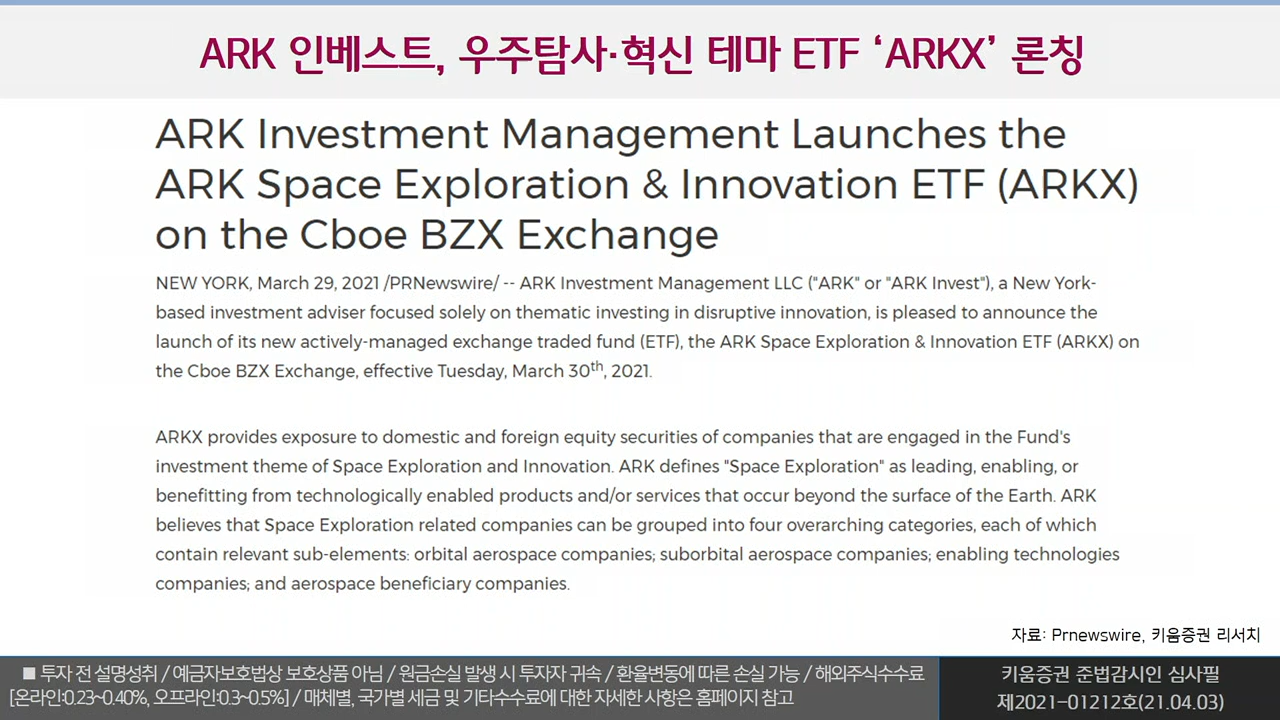 ARK 인베스트, 우주탐사·혁신 테마 ETF ‘ARKX’ 론칭
ARK Investment Management Launches the
ARK Space Exploration & Innovation ETF (ARKX)
on the Cboe BZX Exchange
NEW YORK, March 29, 2021 /PRNewswire/ -- ARK Investment Management LLC ("ARK" or "ARK Invest"), a New York-
based investment adviser focused solely on thematic investing in disruptive innovation, is pleased to announce the
launch of its new actively-managed exchange traded fund (ETF), the ARK Space Exploration & Innovation ETF (ARKX) on
the Cboe BZX Exchange, effective Tuesday, March 30th, 2021.
ARKX provides exposure to domestic and foreign equity securities of companies that are engaged in the Fund's
investment theme of Space Exploration and Innovation. ARK defines "Space Exploration" as leading, enabling, or
benefitting from technologically enabled products and/or services that occur beyond the surface of the Earth. ARK
believes that Space Exploration related companies can be grouped into four overarching categories, each of which
contain relevant sub-elements: orbital aerospace companies; suborbital aerospace companies; enabling technologies
companies; and aerospace beneficiary companies.
자료: Prnewswire, 키움증권 리서치
■ 투자 전 설명성취 / 예금자보호법상 보호상품 아님 / 원금손실 발생 시 투자자 귀속 / 환율변동에 따른 손실 가능 / 해외주식수수료
[온라인:0.23~0.40%, 오프라인:0.3~0.5%] / 매체별, 국가별 세금 및 기타수수료에 대한 자세한 사항은 홈페이지 참고
키움증권 준법감시인 심사필
제2021-01212호(21.04.03)